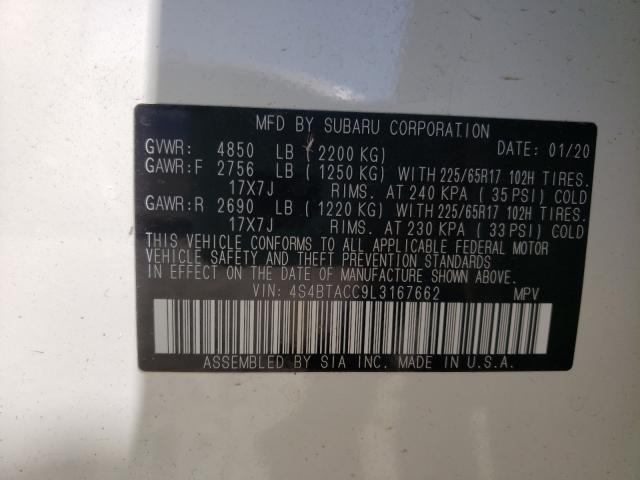 MFD BY SUBARU CORPORATION
GVWR: 4850 LB (2200 KG) DATE: 01/20
GAWR:F 2756 LB (1250 KG) WITH 225/65R17 102H TIRES.
17X7J RIMS. AT 240 KPA (35 PSI) COLD
GAWR:R 2690 LB (1220 KG) WITH 225/65R17 102H TIRES.
17X7J RIMS. AT 230 KPA (33 PSI) COLD
THIS VEHICLE CONFORMS TO ALL APPLICABLE FEDERAL MOTOR
VEHICLE SAFETY AND THEFT PREVENTION STANDARDS
IN EFFECT ON THE DATE OF MANUFACTURE SHOWN ABOVE.
VIN: 4S4BTACC9L3167662 MPV
ASSEMBLED BY SIA INC. MADE IN U.S.A.